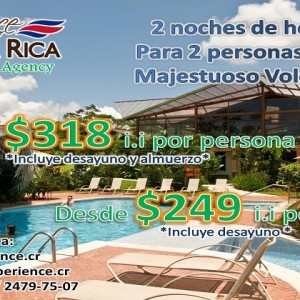 RICA
Agency
2 noches de ho
Para 2 personas
Majestuoso Vol
$318 i.i por persona
*Incluye desayuno y almuerzo*
Desde $249 i.i p
*Incluye desayuno *
a:
nce.cr
perience.cr
2479-75-07